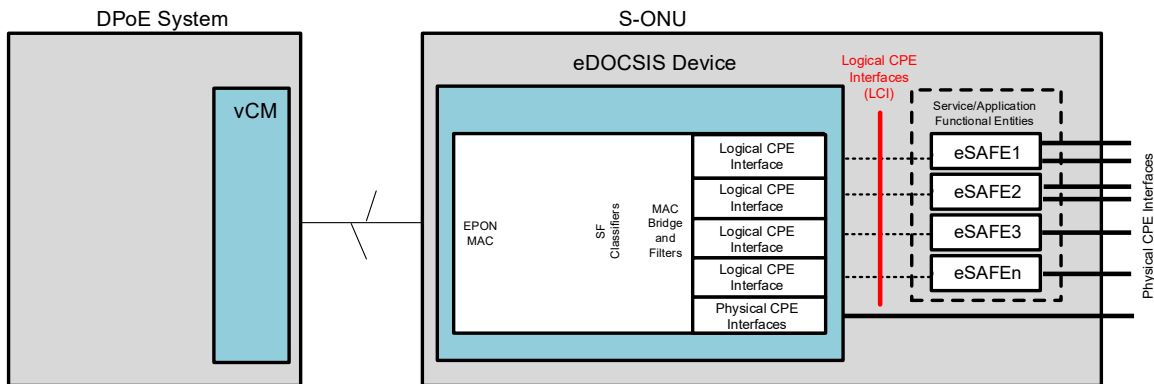 DPoE System
S-ONU
eDOCSIS Device
vCM
Logical CPE
Interfaces
(LCI)
Service/Application
Functional Entities
EPON
MAC
SF
Classifiers
MAC
Bridge
and
Filters
Logical CPE
Interface
Logical CPE
Interface
Logical CPE
Interface
Logical CPE
Interface
Physical CPE
Interfaces
eSAFE1
eSAFE2
eSAFE3
eSAFEn
Physical CPE Interfaces